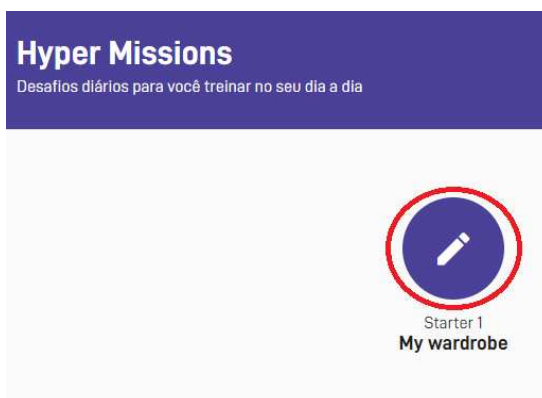 Hyper Missions
Desafios diários para você treinar no seu dia a dia
Starter 1
My wardrobe